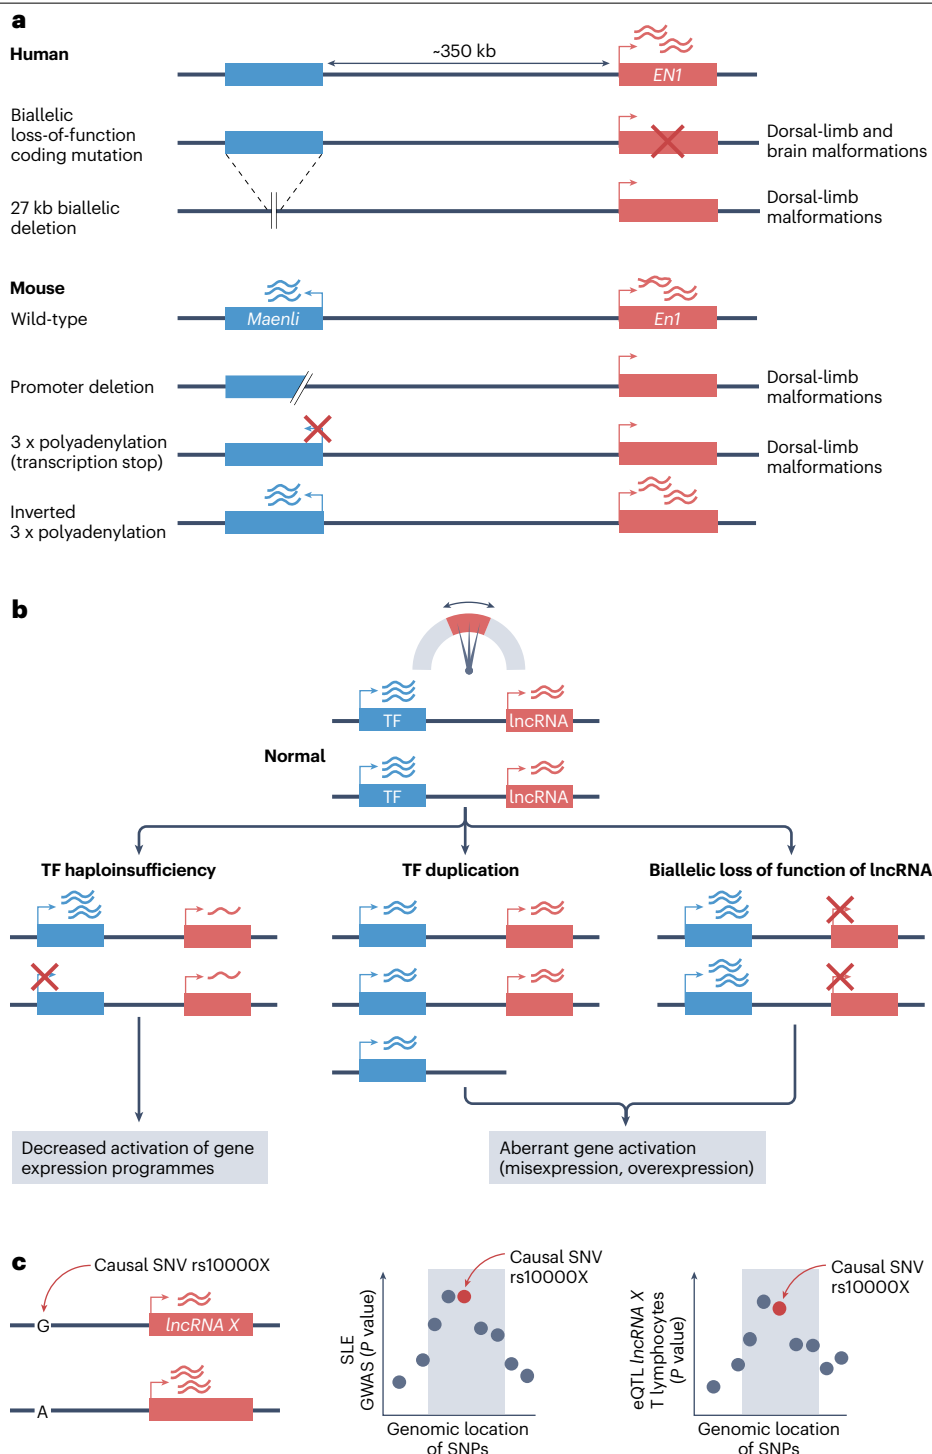 a
Human
~350 kb
EN1
Biallelic
loss-of-function
coding mutation
Dorsal-limb and
brain malformations
27 kb biallelic
deletion
Dorsal-limb
malformations
Mouse
Wild-type
Maenli
En1
Promoter deletion
Dorsal-limb
malformations
3 x polyadenylation
(transcription stop)
Dorsal-limb
malformations
Inverted
3 x polyadenylation
b
TF
lncRNA
Normal
TF
lncRNA
TF haploinsufficiency
TF duplication
Biallelic loss of function of lncRNA
Decreased activation of gene
expression programmes
Aberrant gene activation
(misexpression, overexpression)
c
Causal SNV rs10000X
G
lncRNA X
A
SLE
GWAS (P value)
Causal SNV
rs10000X
Genomic location
of SNPs
eQTL lncRNA X
T lymphocytes
(P value)
Causal SNV
rs10000X
Genomic location
of SNPs